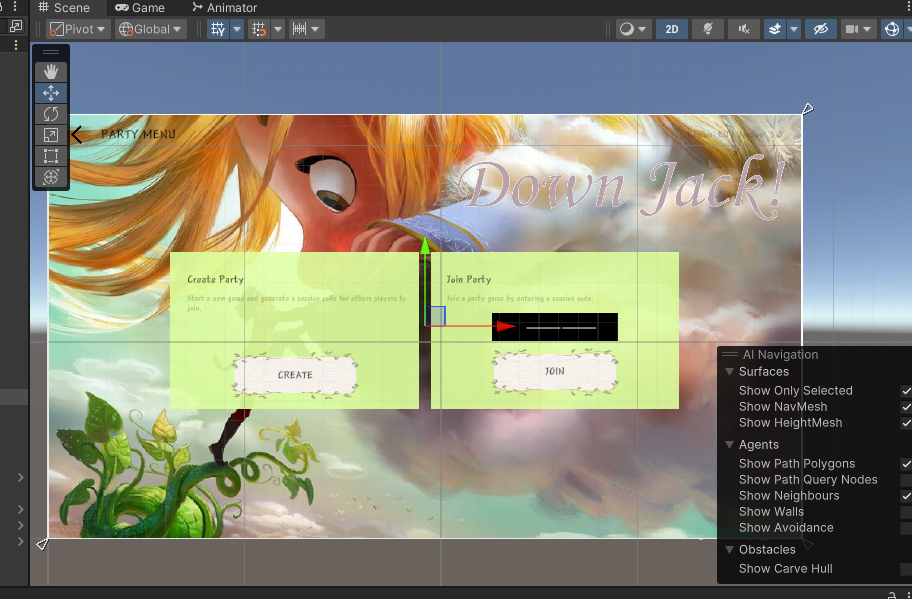 Scene
Game
Animator
Pivot
Global
2D
PARTY MENU
Down Jack!
Create Party
Start a new game and generate a session code for others players to
join.
CREATE
Join Party
Join a party game by entering a session code.
JOIN
AI Navigation
Surfaces
Show Only Selected
Show NavMesh
Show HeightMesh
Agents
Show Path Polygons
Show Path Query Nodes
Show Neighbours
Show Walls
Show Avoidance
Obstacles
Show Carve Hull